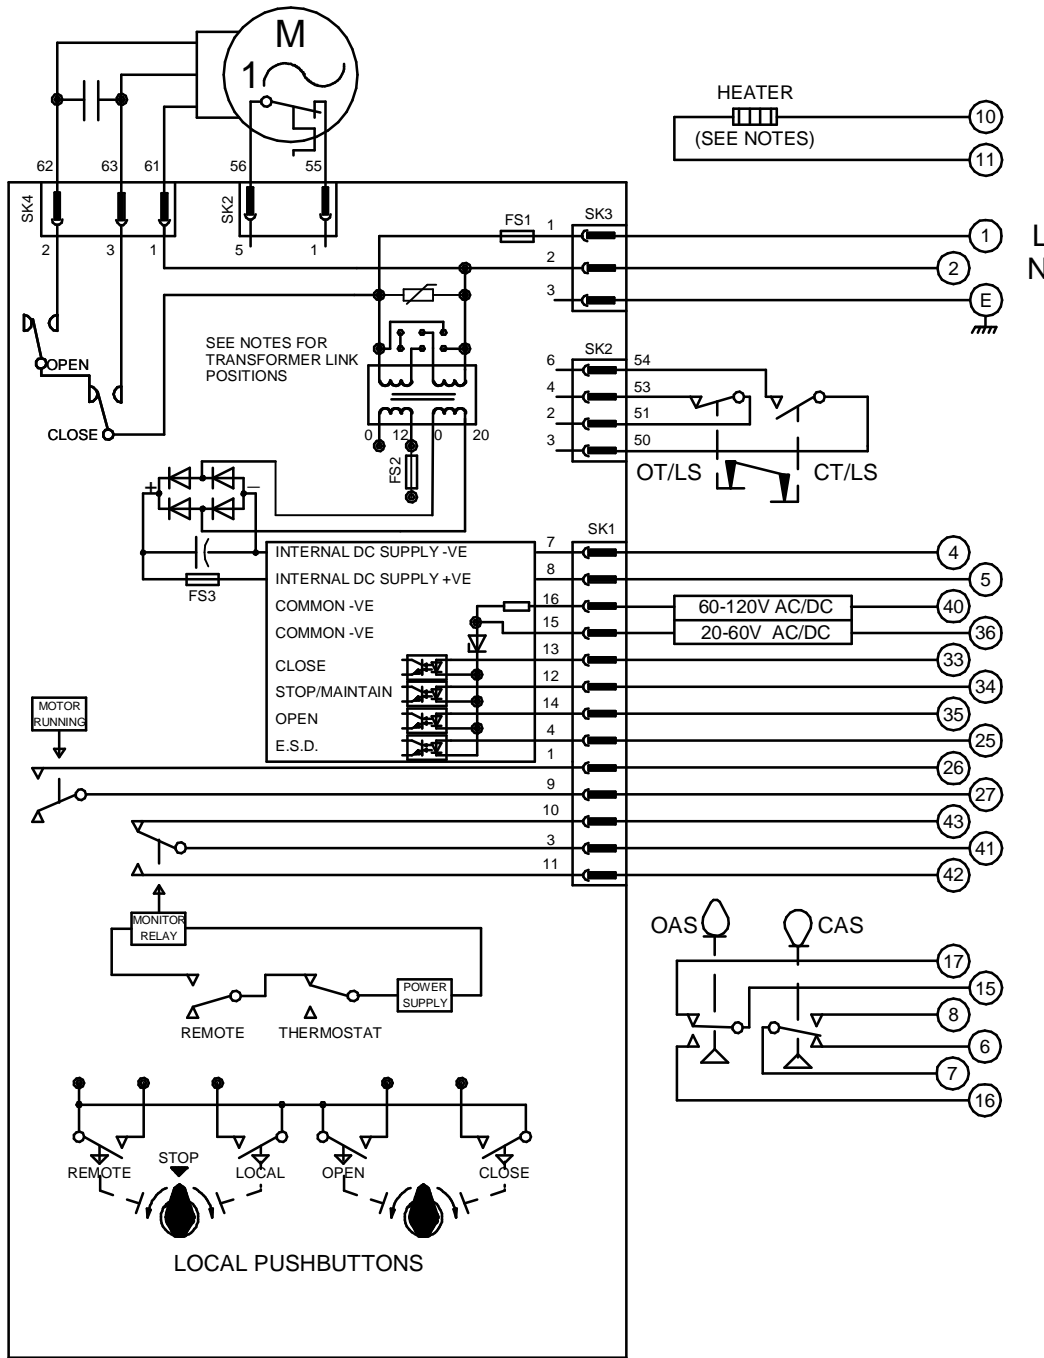 M
1
HEATER
10
(SEE NOTES)
11
62
63
61
56
55
SK4
SK2
FS1
1
SK3
1
L
2
3
1
5
1
2
2
N
3
E
SEE NOTES FOR
TRANSFORMER LINK
POSITIONS
OPEN
CLOSE
SK2
6
54
4
53
2
51
3
50
OT/LS
CT/LS
0
12
0
20
FS2
+
–
FS3
SK1
INTERNAL DC SUPPLY -VE
7
4
INTERNAL DC SUPPLY +VE
8
5
COMMON -VE
16
60-120V AC/DC
40
COMMON -VE
15
20-60V AC/DC
36
CLOSE
13
33
STOP/MAINTAIN
12
34
OPEN
14
35
E.S.D.
4
25
MOTOR
RUNNING
1
26
9
27
10
43
3
41
11
42
MONITOR
RELAY
REMOTE
THERMOSTAT
POWER
SUPPLY
OAS
CAS
17
15
8
6
7
16
REMOTE
STOP
LOCAL
OPEN
CLOSE
LOCAL PUSHBUTTONS